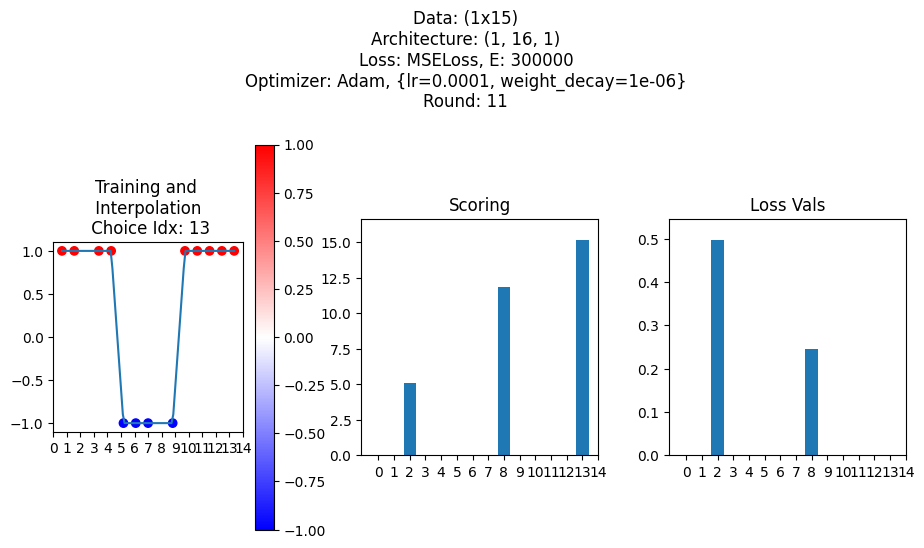 Data: (1x15)
Architecture: (1, 16, 1)
Loss: MSELoss, E: 300000
Optimizer: Adam, {lr=0.0001, weight_decay=1e-06}
Round: 11
Training and
Interpolation
Choice Idx: 13
1.0
0.5
0.0
−0.5
−1.0
0 1 2 3 4 5 6 7 8 9 10 11 12 13 14
1.00
0.75
0.50
0.25
0.00
−0.25
−0.50
−0.75
−1.00
Scoring
15.0
12.5
10.0
7.5
5.0
2.5
0.0
0 1 2 3 4 5 6 7 8 9 10 11 12 13 14
Loss Vals
0.5
0.4
0.3
0.2
0.1
0.0
0 1 2 3 4 5 6 7 8 9 10 11 12 13 14